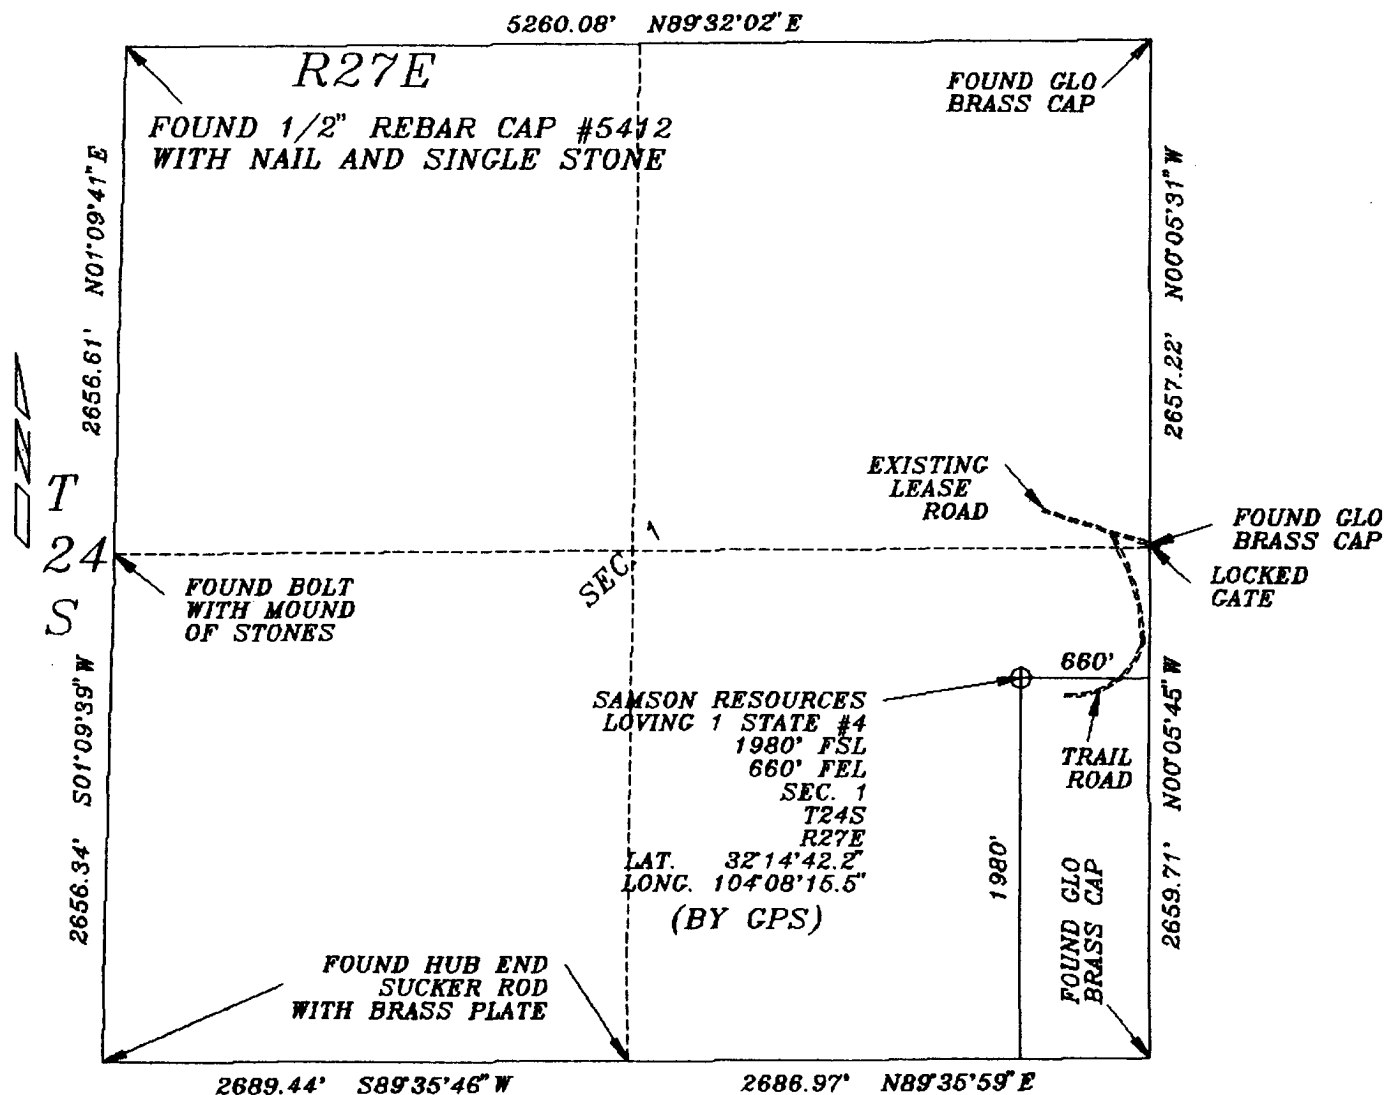 5260.08' N89°32'02" E
R27E
FOUND GLO
BRASS CAP
FOUND 1/2" REBAR CAP #5412
WITH NAIL AND SINGLE STONE
2656.61' N01°09'41" E
2657.22' N00°05'31" W
EXISTING
LEASE
ROAD
T
24
S
FOUND GLO
BRASS CAP
LOCKED
GATE
SEC. 1
FOUND BOLT
WITH MOUND
OF STONES
660'
SAMSON RESOURCES
LOVING 1 STATE #4
1980' FSL
660' FEL
SEC. 1
T24S
R27E
LAT. 32°14'42.2"
LONG. 104°08'15.5"
(BY GPS)
TRAIL
ROAD
2656.34' S01°09'39" W
1980'
FOUND GLO
BRASS CAP
2659.71' N00°05'45" W
FOUND HUB END
SUCKER ROD
WITH BRASS PLATE
2689.44' S89°35'46" W
2686.97' N89°35'59" E